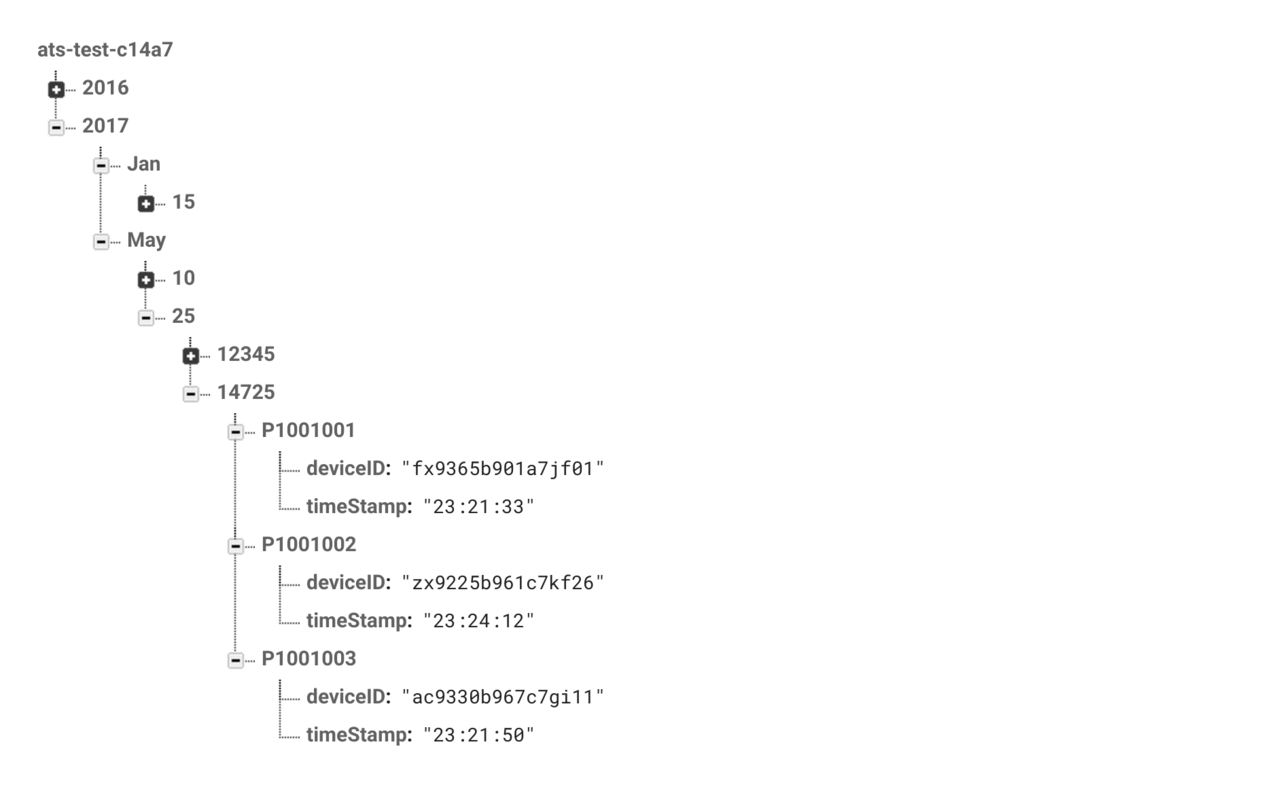 ats-test-c14a7
2016
2017
Jan
15
May
10
25
12345
14725
P1001001
deviceID: "fx9365b901a7jf01"
timeStamp: "23:21:33"
P1001002
deviceID: "zx9225b961c7kf26"
timeStamp: "23:24:12"
P1001003
deviceID: "ac9330b967c7gi11"
timeStamp: "23:21:50"